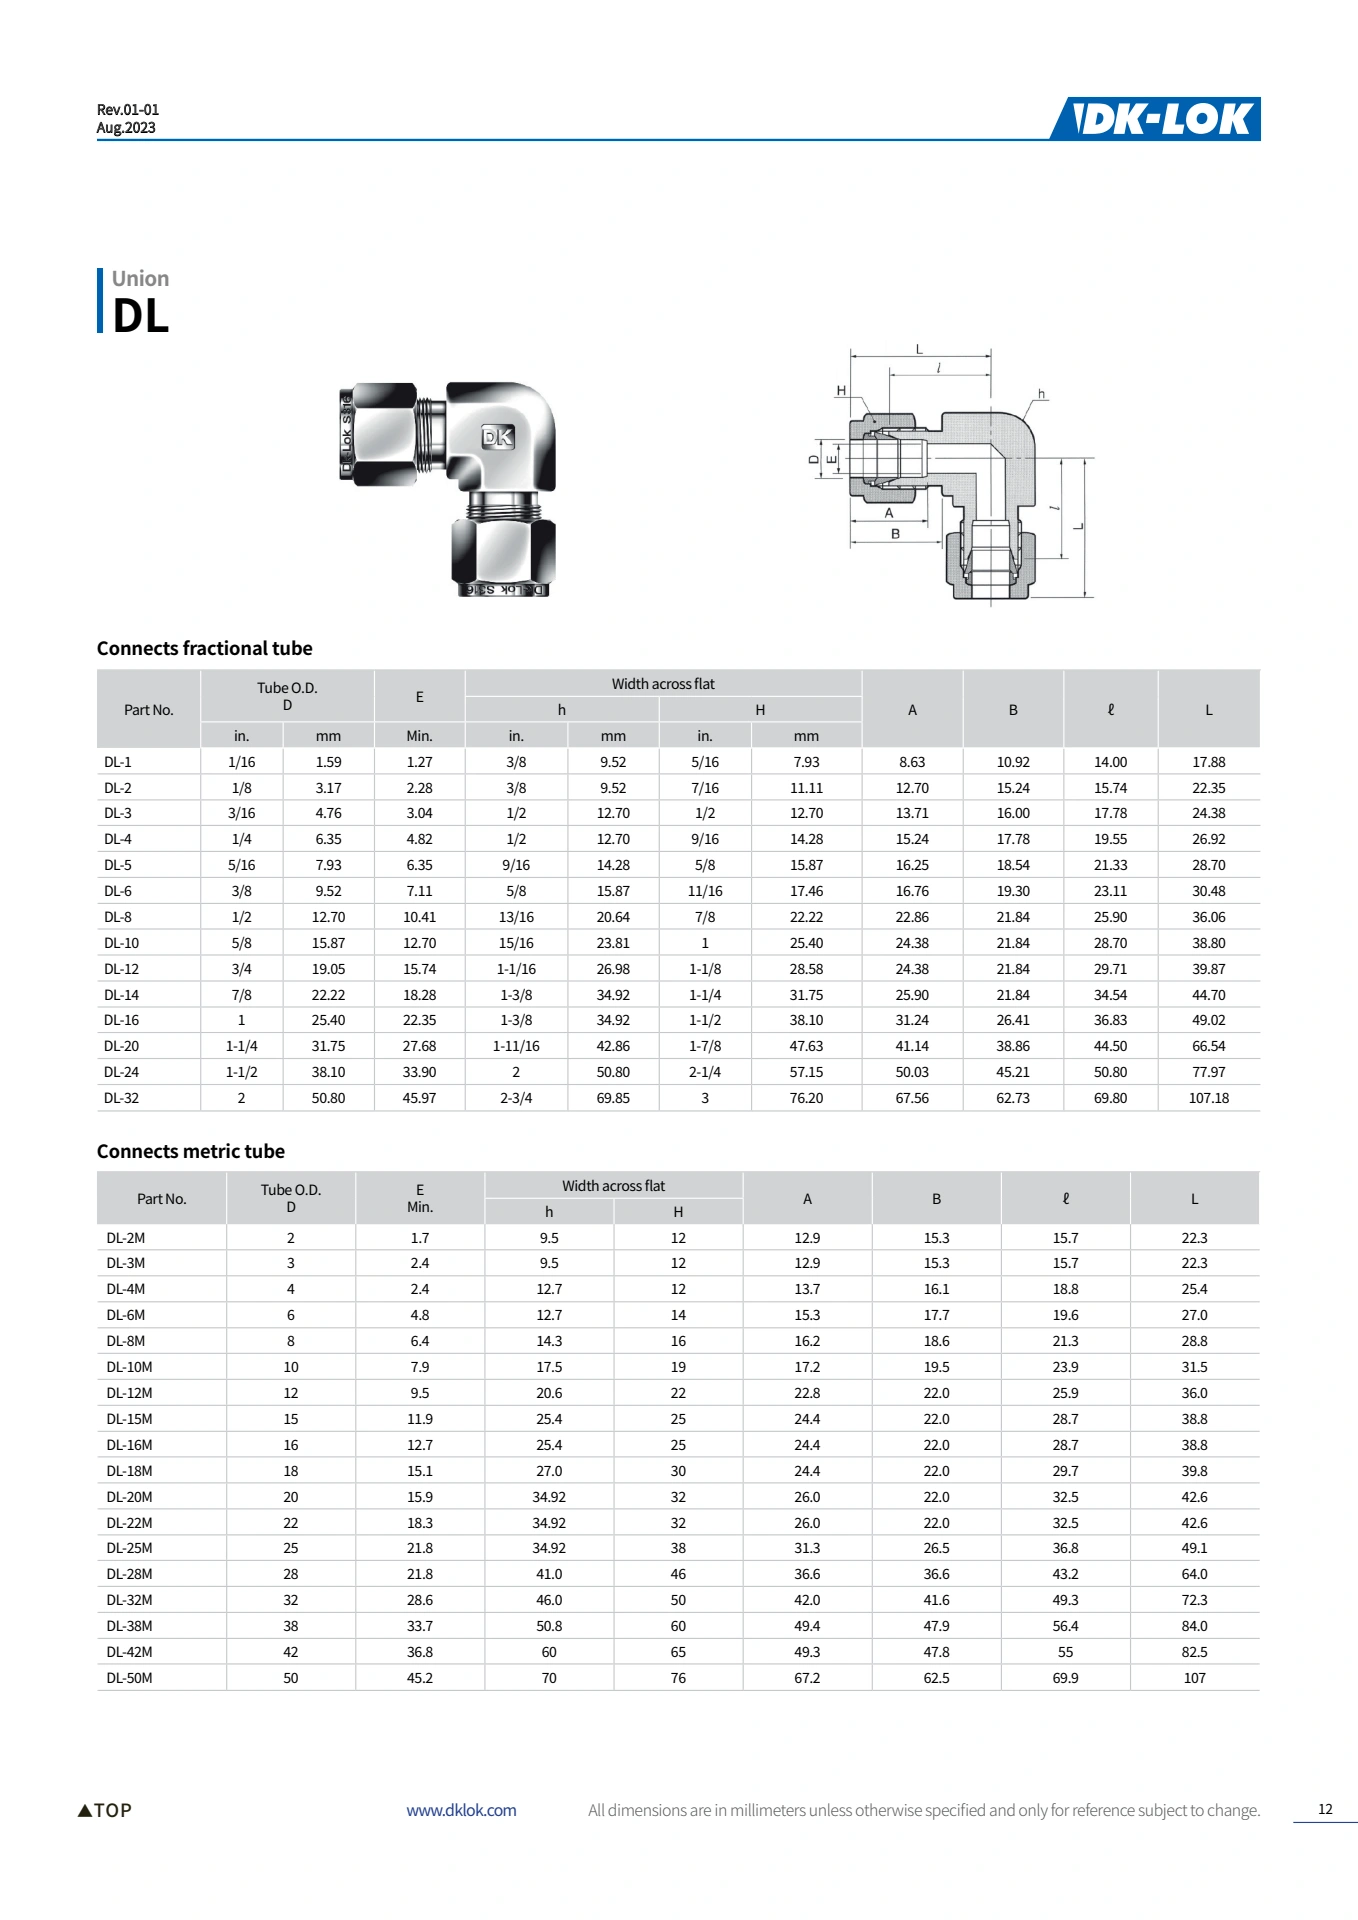 Rev.01-01
Aug.2023
DK-LOK
Union
DL
DK-Lok S316
DK
DK-Lok S316
L
l
H
h
D
E
A
B
l
L
Connects fractional tube
Part No. Tube O.D. D E Width across flat A B ℓ L
h H
in. mm Min. in. mm in. mm
DL-1 1/16 1.59 1.27 3/8 9.52 5/16 7.93 8.63 10.92 14.00 17.88
DL-2 1/8 3.17 2.28 3/8 9.52 7/16 11.11 12.70 15.24 15.74 22.35
DL-3 3/16 4.76 3.04 1/2 12.70 1/2 12.70 13.71 16.00 17.78 24.38
DL-4 1/4 6.35 4.82 1/2 12.70 9/16 14.28 15.24 17.78 19.55 26.92
DL-5 5/16 7.93 6.35 9/16 14.28 5/8 15.87 16.25 18.54 21.33 28.70
DL-6 3/8 9.52 7.11 5/8 15.87 11/16 17.46 16.76 19.30 23.11 30.48
DL-8 1/2 12.70 10.41 13/16 20.64 7/8 22.22 22.86 21.84 25.90 36.06
DL-10 5/8 15.87 12.70 15/16 23.81 1 25.40 24.38 21.84 28.70 38.80
DL-12 3/4 19.05 15.74 1-1/16 26.98 1-1/8 28.58 24.38 21.84 29.71 39.87
DL-14 7/8 22.22 18.28 1-3/8 34.92 1-1/4 31.75 25.90 21.84 34.54 44.70
DL-16 1 25.40 22.35 1-3/8 34.92 1-1/2 38.10 31.24 26.41 36.83 49.02
DL-20 1-1/4 31.75 27.68 1-11/16 42.86 1-7/8 47.63 41.14 38.86 44.50 66.54
DL-24 1-1/2 38.10 33.90 2 50.80 2-1/4 57.15 50.03 45.21 50.80 77.97
DL-32 2 50.80 45.97 2-3/4 69.85 3 76.20 67.56 62.73 69.80 107.18
Connects metric tube
Part No. Tube O.D. D E Min. Width across flat A B ℓ L
h H
DL-2M 2 1.7 9.5 12 12.9 15.3 15.7 22.3
DL-3M 3 2.4 9.5 12 12.9 15.3 15.7 22.3
DL-4M 4 2.4 12.7 12 13.7 16.1 18.8 25.4
DL-6M 6 4.8 12.7 14 15.3 17.7 19.6 27.0
DL-8M 8 6.4 14.3 16 16.2 18.6 21.3 28.8
DL-10M 10 7.9 17.5 19 17.2 19.5 23.9 31.5
DL-12M 12 9.5 20.6 22 22.8 22.0 25.9 36.0
DL-15M 15 11.9 25.4 25 24.4 22.0 28.7 38.8
DL-16M 16 12.7 25.4 25 24.4 22.0 28.7 38.8
DL-18M 18 15.1 27.0 30 24.4 22.0 29.7 39.8
DL-20M 20 15.9 34.92 32 26.0 22.0 32.5 42.6
DL-22M 22 18.3 34.92 32 26.0 22.0 32.5 42.6
DL-25M 25 21.8 34.92 38 31.3 26.5 36.8 49.1
DL-28M 28 21.8 41.0 46 36.6 36.6 43.2 64.0
DL-32M 32 28.6 46.0 50 42.0 41.6 49.3 72.3
DL-38M 38 33.7 50.8 60 49.4 47.9 56.4 84.0
DL-42M 42 36.8 60 65 49.3 47.8 55 82.5
DL-50M 50 45.2 70 76 67.2 62.5 69.9 107
▲TOP
www.dklok.com
All dimensions are in millimeters unless otherwise specified and only for reference subject to change.
12